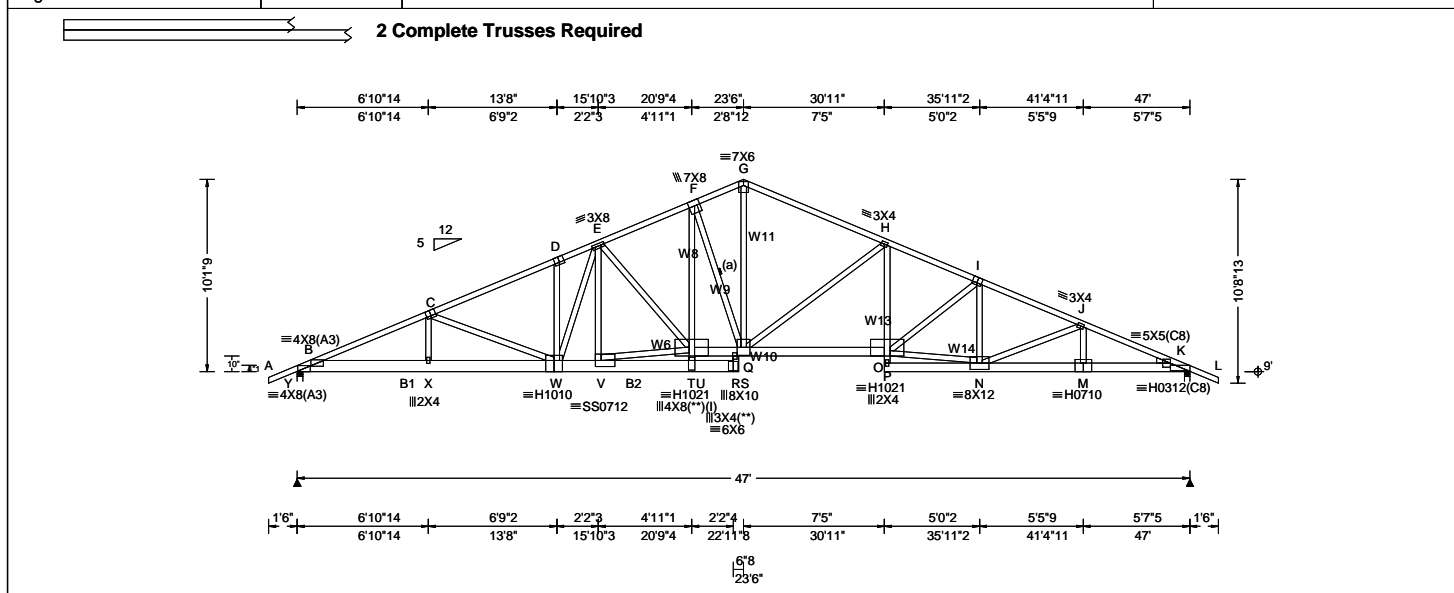 2 Complete Trusses Required
6'10"14 13'8" 15'10"3 20'9"4 23'6" 30'11" 35'11"2 41'4"11 47'
6'10"14 6'9"2 2'2"3 4'11"1 2'8"12 7'5" 5'0"2 5'5"9 5'7"5
≡7X6
G
7X8
F
3X8
E
3X4
H
12
5
D
W8
W11
(a)
W9
I
10'1"9
10'8"13
C
3X4
J
W13
≡4X8(A3)
B
≡5X5(C8)
K
W6
W10
W14
A
10"
4"
L
9'
Y
B1 X
W
V
B2
TU
RS
Q
O
P
N
M
≡4X8(A3)
|||2X4
≡H1010
≡SS0712
≡H1021
|||4X8(**)(I)
|||8X10
|||3X4(**)
≡6X6
≡H1021
|||2X4
≡8X12
≡H0710
≡H0312(C8)
47'
1'6" 6'10"14 6'9"2 2'2"3 4'11"1 2'2"4 7'5" 5'0"2 5'5"9 5'7"5 1'6"
6'10"14 13'8" 15'10"3 20'9"4 22'11"8 30'11" 35'11"2 41'4"11 47'
6"8
23'6"